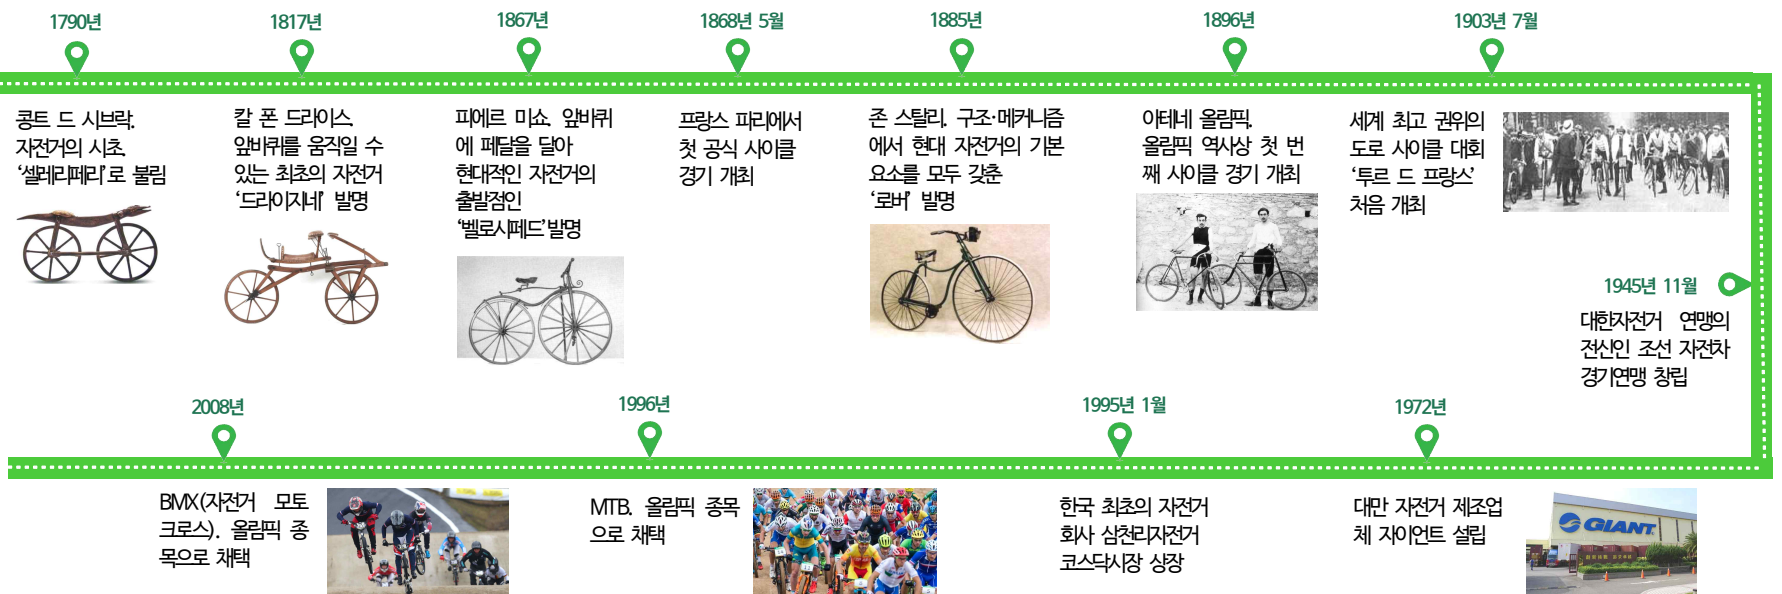 1790년
콩트 드 시브락.
자전거의 시초.
‘셀레리페리’로 불림
1817년
칼 폰 드라이스.
앞바퀴를 움직일 수
있는 최초의 자전거
‘드라이지네’ 발명
1867년
피에르 미쇼. 앞바퀴
에 페달을 달아
현대적인 자전거의
출발점인
‘벨로시페드’발명
1868년 5월
프랑스 파리에서
첫 공식 사이클
경기 개최
1885년
존 스탈리. 구조·메커니즘
에서 현대 자전거의 기본
요소를 모두 갖춘
‘로버’ 발명
1896년
아테네 올림픽.
올림픽 역사상 첫 번
째 사이클 경기 개최
1903년 7월
세계 최고 권위의
도로 사이클 대회
‘투르 드 프랑스’
처음 개최
1945년 11월
대한자전거 연맹의
전신인 조선 자전차
경기연맹 창립
1972년
대만 자전거 제조업
체 자이언트 설립
GIANT
1995년 1월
한국 최초의 자전거
회사 삼천리자전거
코스닥시장 상장
1996년
MTB. 올림픽 종목
으로 채택
2008년
BMX(자전거 모토
크로스). 올림픽 종
목으로 채택